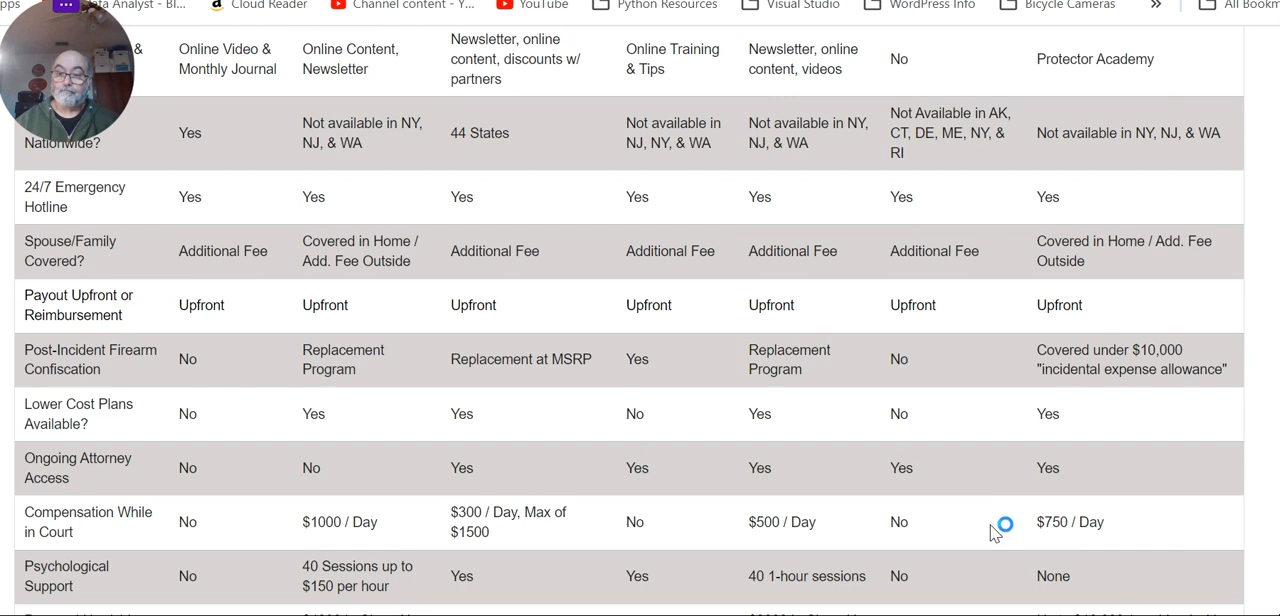 pps
ata Analyst - Bl...
Cloud Reader
Channel content - Y...
YouTube
Python Resources
Visual Studio
WordPress Info
Bicycle Cameras
»
All Bookm
&
Online Video &
Monthly Journal
Online Content,
Newsletter
Newsletter, online
content, discounts w/
partners
Online Training
& Tips
Newsletter, online
content, videos
No
Protector Academy
Nationwide?
Yes
Not available in NY,
NJ, & WA
44 States
Not available in
NJ, NY, & WA
Not available in NY,
NJ, & WA
Not Available in AK,
CT, DE, ME, NY, &
RI
Not available in NY, NJ, & WA
24/7 Emergency
Hotline
Yes
Yes
Yes
Yes
Yes
Yes
Yes
Spouse/Family
Covered?
Additional Fee
Covered in Home /
Add. Fee Outside
Additional Fee
Additional Fee
Additional Fee
Additional Fee
Covered in Home / Add. Fee
Outside
Payout Upfront or
Reimbursement
Upfront
Upfront
Upfront
Upfront
Upfront
Upfront
Upfront
Post-Incident Firearm
Confiscation
No
Replacement
Program
Replacement at MSRP
Yes
Replacement
Program
No
Covered under $10,000
"incidental expense allowance"
Lower Cost Plans
Available?
No
Yes
Yes
No
Yes
No
Yes
Ongoing Attorney
Access
No
No
Yes
Yes
Yes
Yes
Yes
Compensation While
in Court
No
$1000 / Day
$300 / Day, Max of
$1500
No
$500 / Day
No
$750 / Day
Psychological
Support
No
40 Sessions up to
$150 per hour
Yes
Yes
40 1-hour sessions
No
None